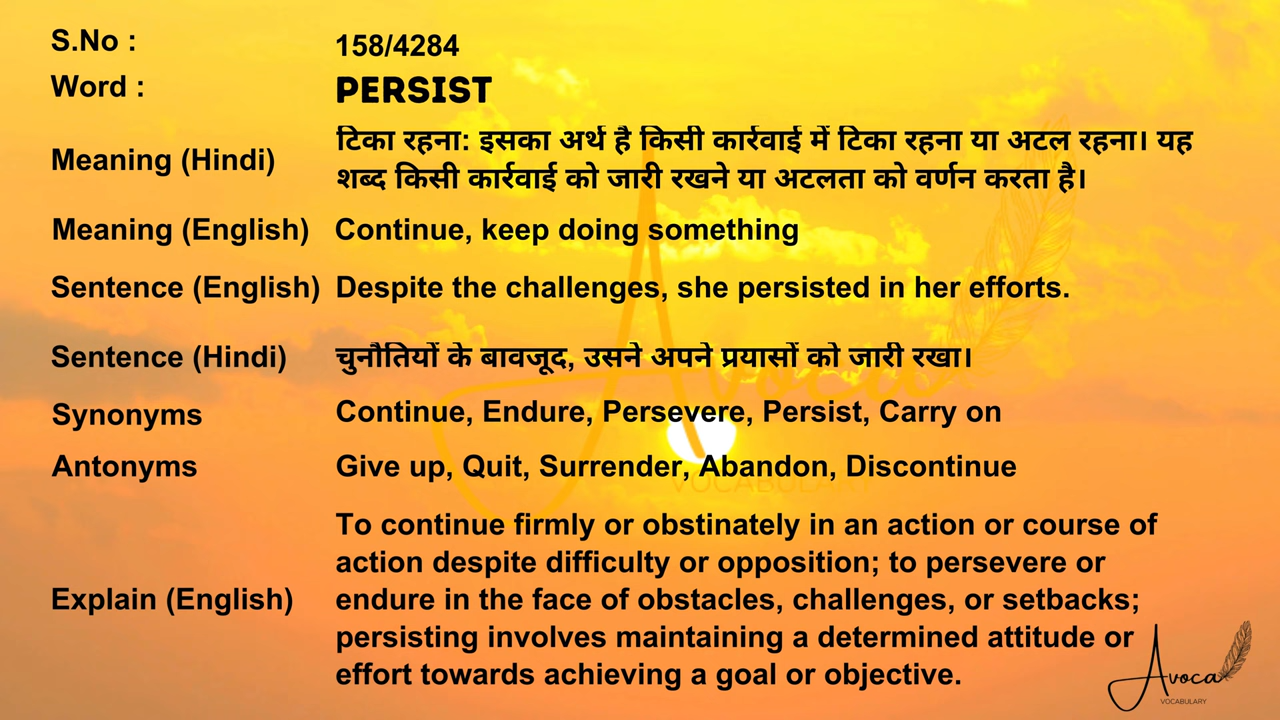 S.No : 158/4284
Word : PERSIST
Meaning (Hindi) टिका रहना: इसका अर्थ है किसी कार्रवाई में टिका रहना या अटल रहना। यह
शब्द किसी कार्रवाई को जारी रखने या अटलता को वर्णन करता है।
Meaning (English) Continue, keep doing something
Sentence (English) Despite the challenges, she persisted in her efforts.
Sentence (Hindi) चुनौतियों के बावजूद, उसने अपने प्रयासों को जारी रखा।
Synonyms Continue, Endure, Persevere, Persist, Carry on
Antonyms Give up, Quit, Surrender, Abandon, Discontinue
Explain (English) To continue firmly or obstinately in an action or course of
action despite difficulty or opposition; to persevere or
endure in the face of obstacles, challenges, or setbacks;
persisting involves maintaining a determined attitude or
effort towards achieving a goal or objective.
Avoca
VOCABULARY
Avoca
VOCABULARY